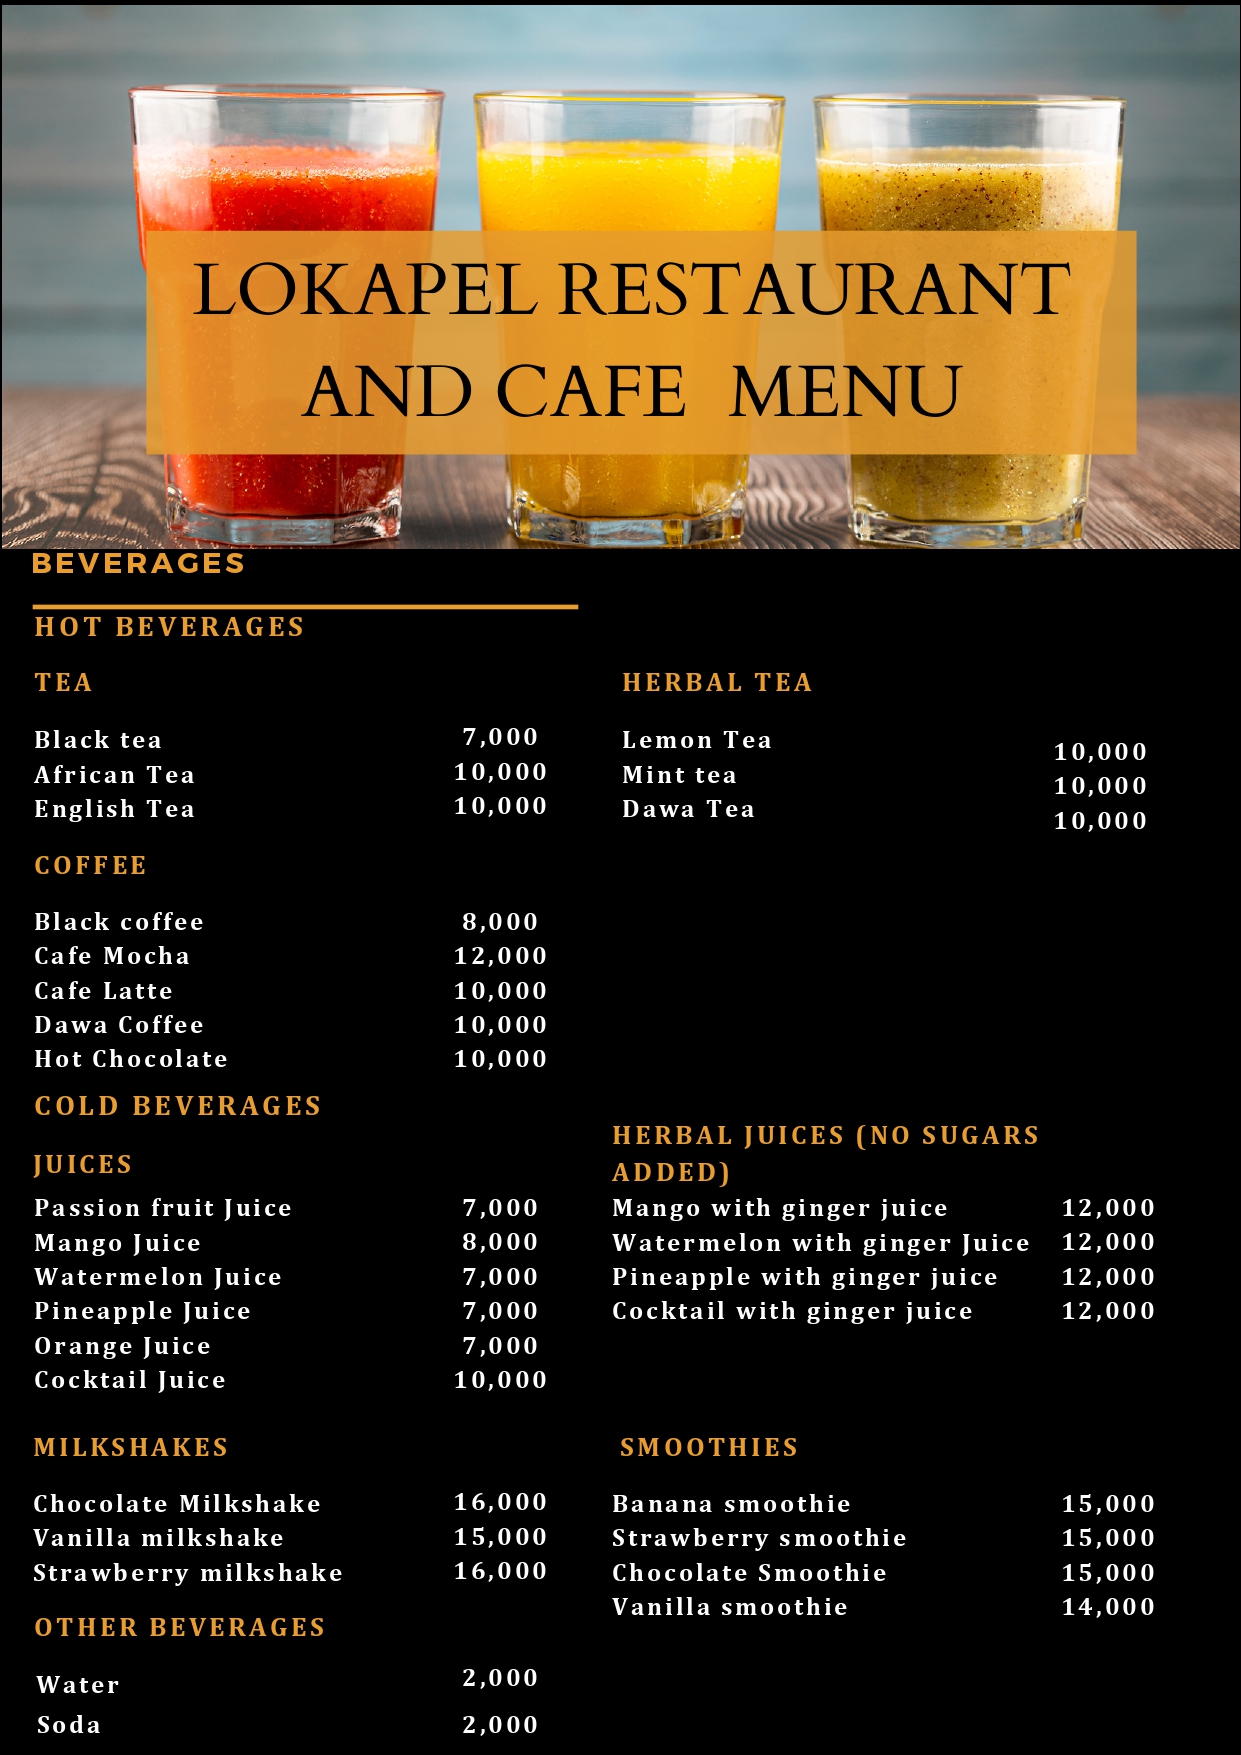 LOKAPEL RESTAURANT
AND CAFE MENU
BEVERAGES
HOT BEVERAGES
TEA
Black tea 7,000
African Tea 10,000
English Tea 10,000
HERBAL TEA
Lemon Tea 10,000
Mint tea 10,000
Dawa Tea 10,000
COFFEE
Black coffee 8,000
Cafe Mocha 12,000
Cafe Latte 10,000
Dawa Coffee 10,000
Hot Chocolate 10,000
COLD BEVERAGES
JUICES
Passion fruit Juice 7,000
Mango Juice 8,000
Watermelon Juice 7,000
Pineapple Juice 7,000
Orange Juice 7,000
Cocktail Juice 10,000
HERBAL JUICES (NO SUGARS
ADDED)
Mango with ginger juice 12,000
Watermelon with ginger Juice 12,000
Pineapple with ginger juice 12,000
Cocktail with ginger juice 12,000
MILKSHAKES
Chocolate Milkshake 16,000
Vanilla milkshake 15,000
Strawberry milkshake 16,000
SMOOTHIES
Banana smoothie 15,000
Strawberry smoothie 15,000
Chocolate Smoothie 15,000
Vanilla smoothie 14,000
OTHER BEVERAGES
Water 2,000
Soda 2,000